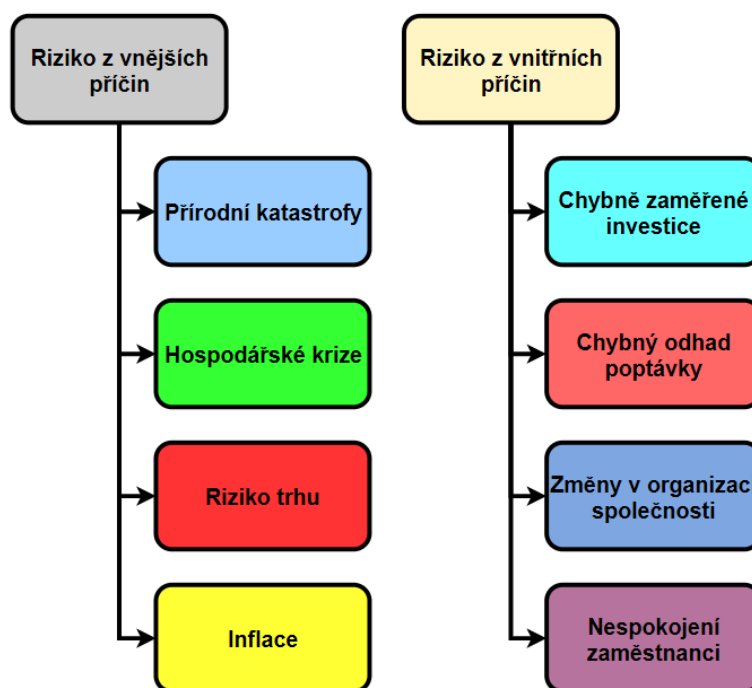 Riziko z vnějších
příčin
Přírodní katastrofy
Hospodářské krize
Riziko trhu
Inflace
Riziko z vnitřních
příčin
Chybně zaměřené
investice
Chybný odhad
poptávky
Změny v organizac
společnosti
Nespokojení
zaměstnanci